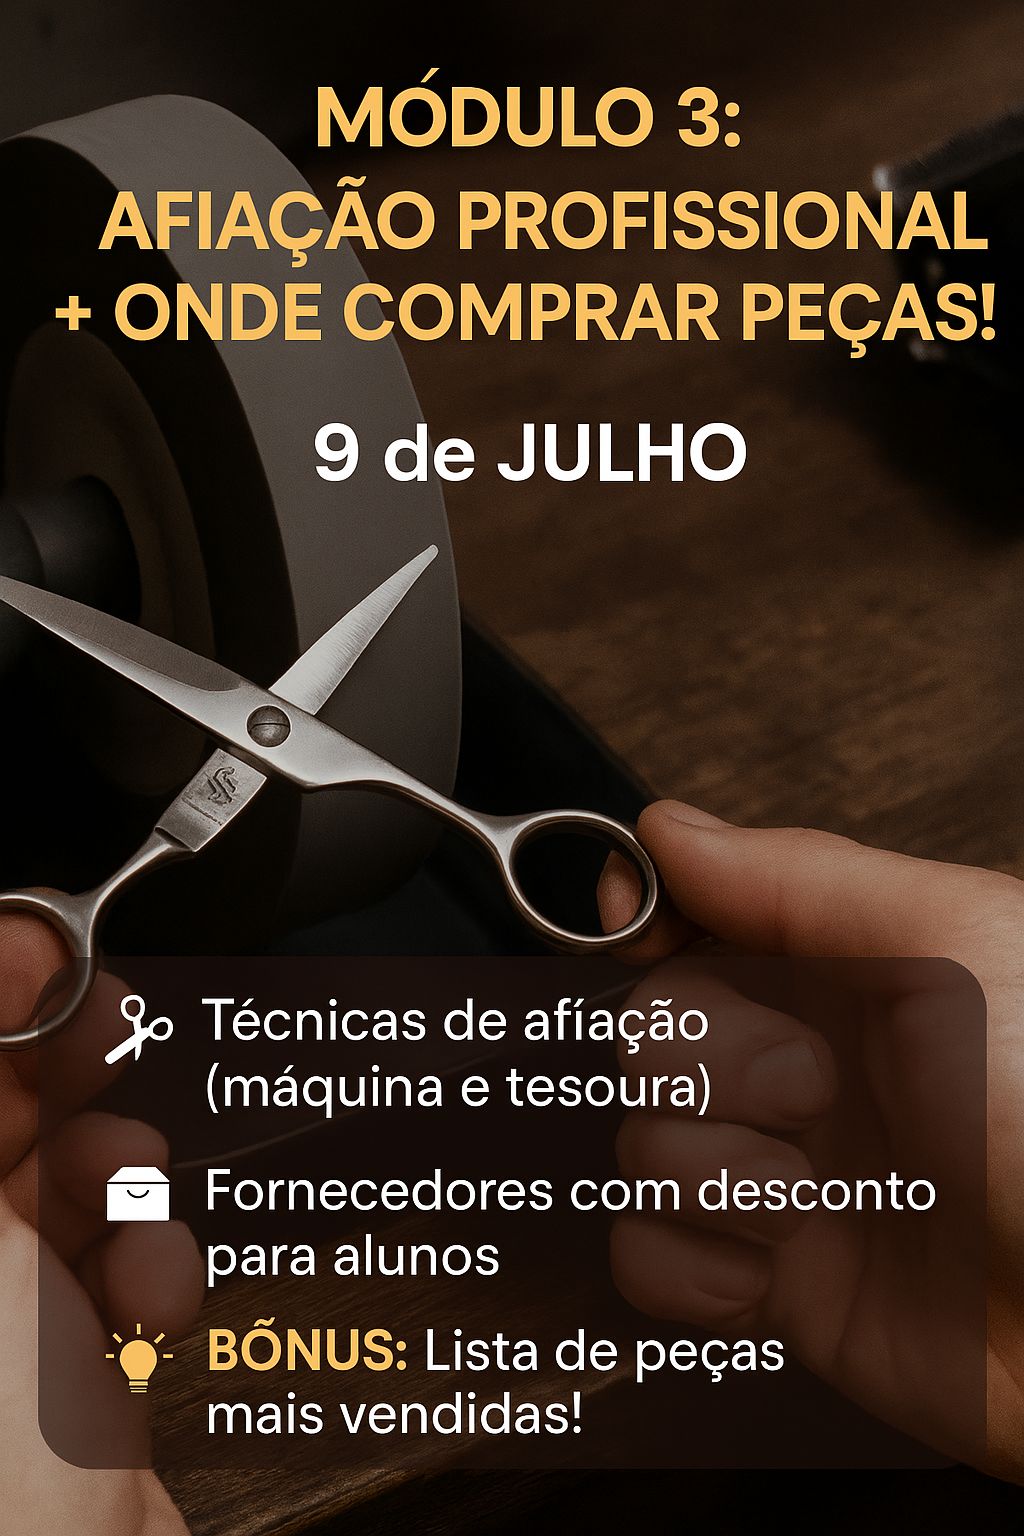 MÓDULO 3:
AFIAÇÃO PROFISSIONAL
+ ONDE COMPRAR PEÇAS!
9 de JULHO
Técnicas de afíação
(máquina e tesoura)
Fornecedores com desconto
para alunos
BÕNUS: Lista de peças
mais vendidas!